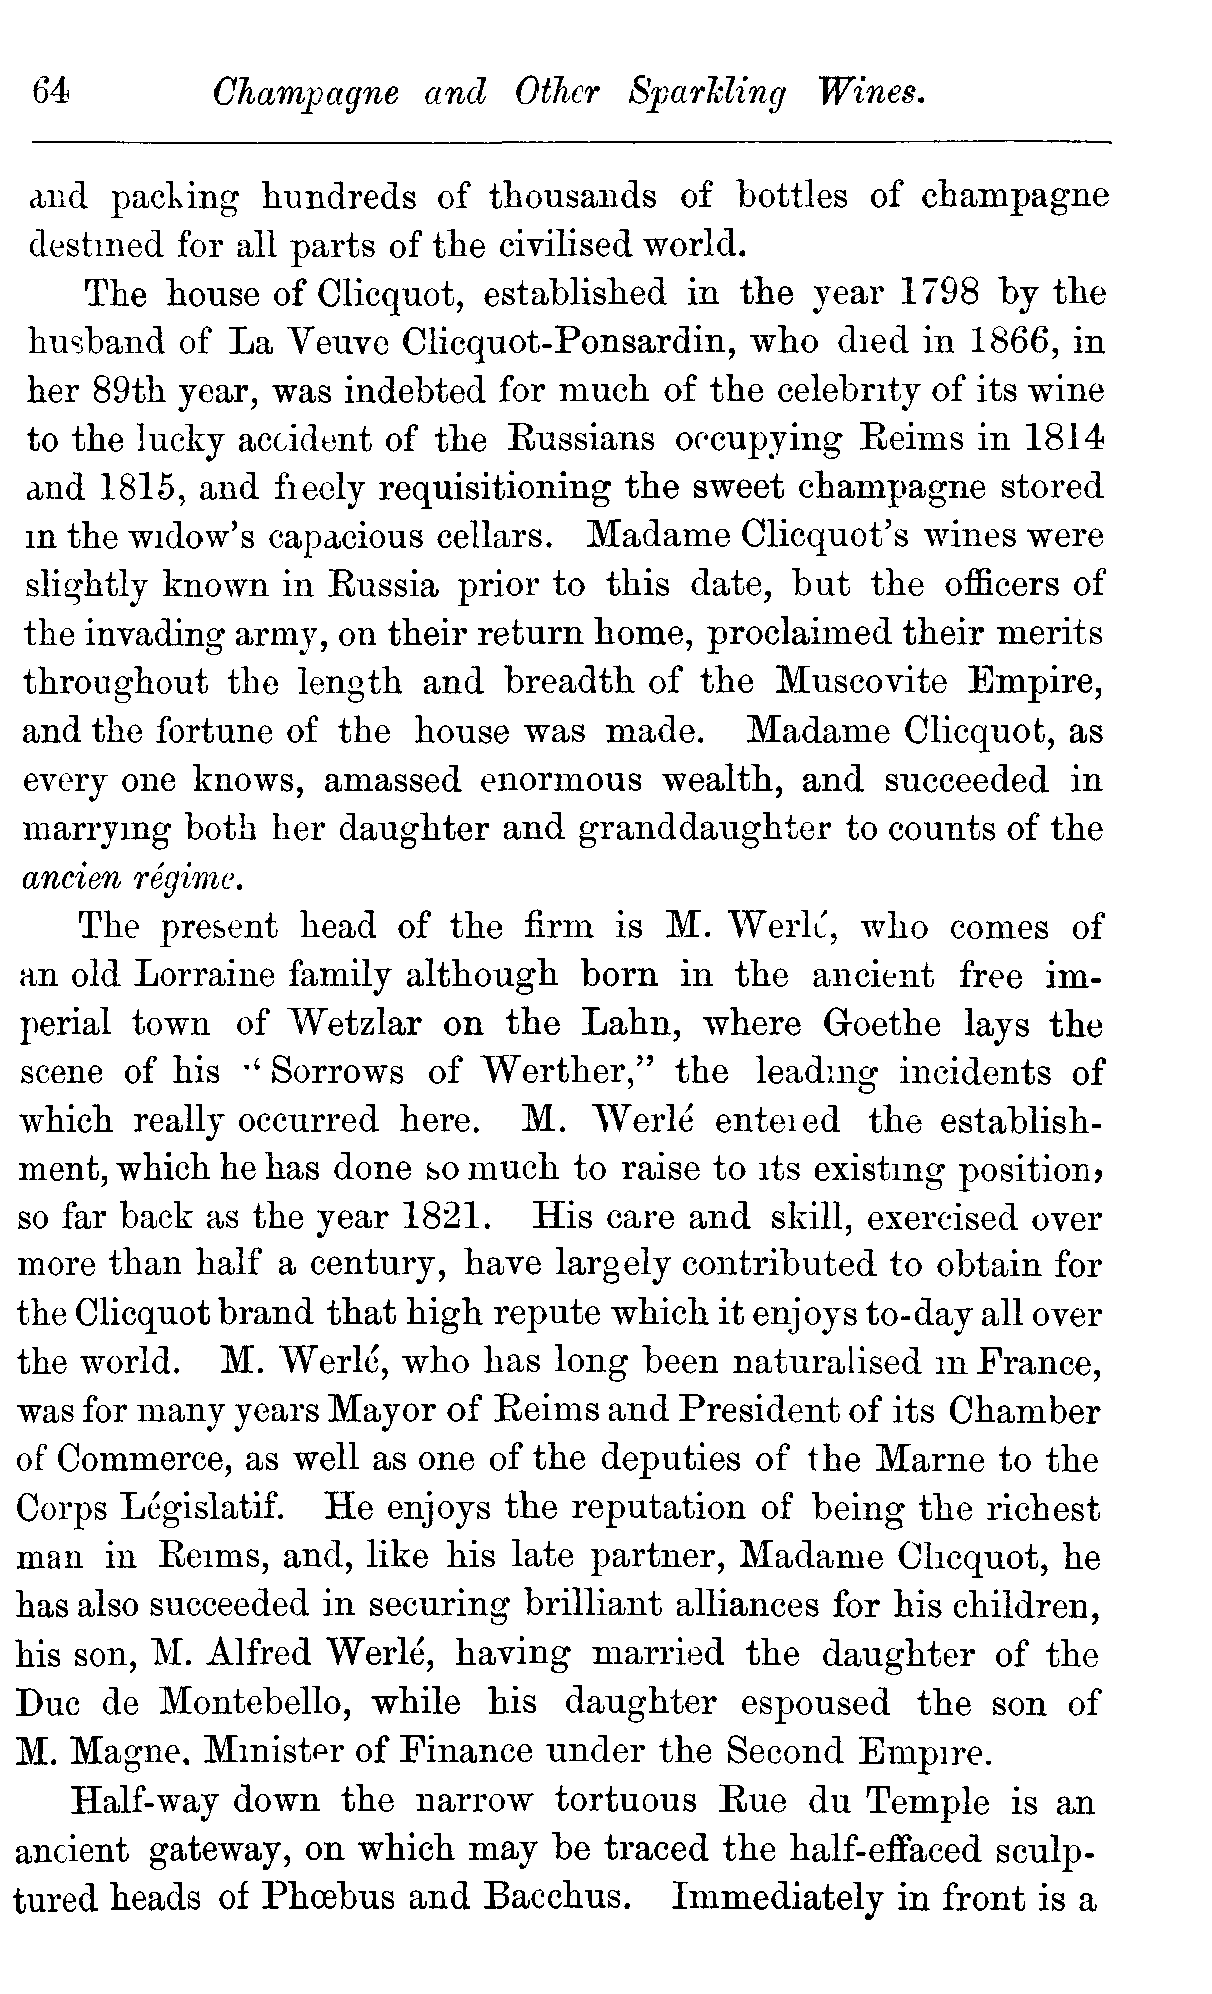 64 Champagne and Other Sparkling Wines.
and packing hundreds of thousands of bottles of champagne
destined for all parts of the civilised world.
The house of Clicquot, established in the year 1798 by the
husband of La Veuve Clicquot-Ponsardin, who died in 1866, in
her 89th year, was indebted for much of the celebrity of its wine
to the lucky accident of the Russians occupying Reims in 1814
and 1815, and freely requisitioning the sweet champagne stored
in the widow's capacious cellars. Madame Clicquot's wines were
slightly known in Russia prior to this date, but the officers of
the invading army, on their return home, proclaimed their merits
throughout the length and breadth of the Muscovite Empire,
and the fortune of the house was made. Madame Clicquot, as
every one knows, amassed enormous wealth, and succeeded in
marrying both her daughter and granddaughter to counts of the
ancien régime.
The present head of the firm is M. Werlé, who comes of
an old Lorraine family although born in the ancient free im-
perial town of Wetzlar on the Lahn, where Goethe lays the
scene of his "Sorrows of Werther," the leading incidents of
which really occurred here. M. Werlé entered the establish-
ment, which he has done so much to raise to its existing position,
so far back as the year 1821. His care and skill, exercised over
more than half a century, have largely contributed to obtain for
the Clicquot brand that high repute which it enjoys to-day all over
the world. M. Werlé, who has long been naturalised in France,
was for many years Mayor of Reims and President of its Chamber
of Commerce, as well as one of the deputies of the Marne to the
Corps Législatif. He enjoys the reputation of being the richest
man in Reims, and, like his late partner, Madame Clicquot, he
has also succeeded in securing brilliant alliances for his children,
his son, M. Alfred Werlé, having married the daughter of the
Duc de Montebello, while his daughter espoused the son of
M. Magne, Minister of Finance under the Second Empire.
Half-way down the narrow tortuous Rue du Temple is an
ancient gateway, on which may be traced the half-effaced sculp-
tured heads of Phœbus and Bacchus. Immediately in front is a